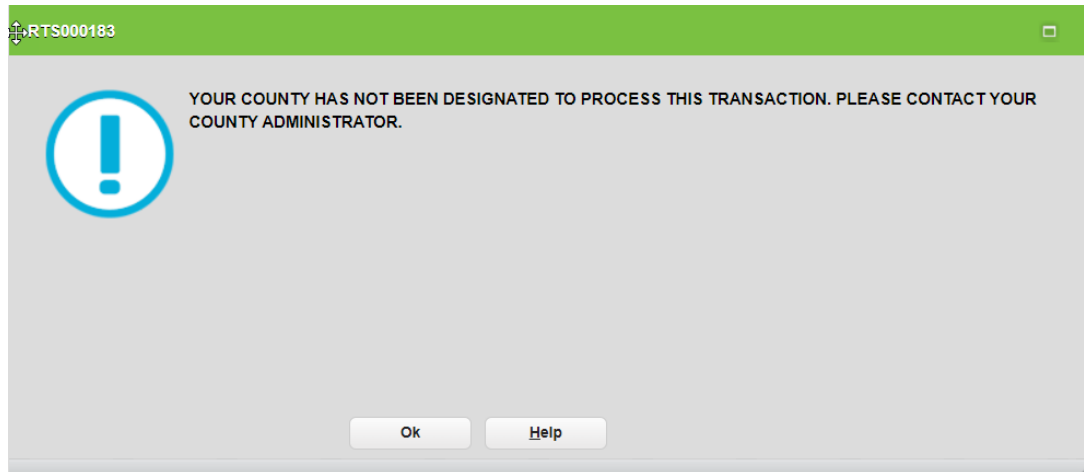 RTS000183
YOUR COUNTY HAS NOT BEEN DESIGNATED TO PROCESS THIS TRANSACTION. PLEASE CONTACT YOUR
COUNTY ADMINISTRATOR.
Ok Help